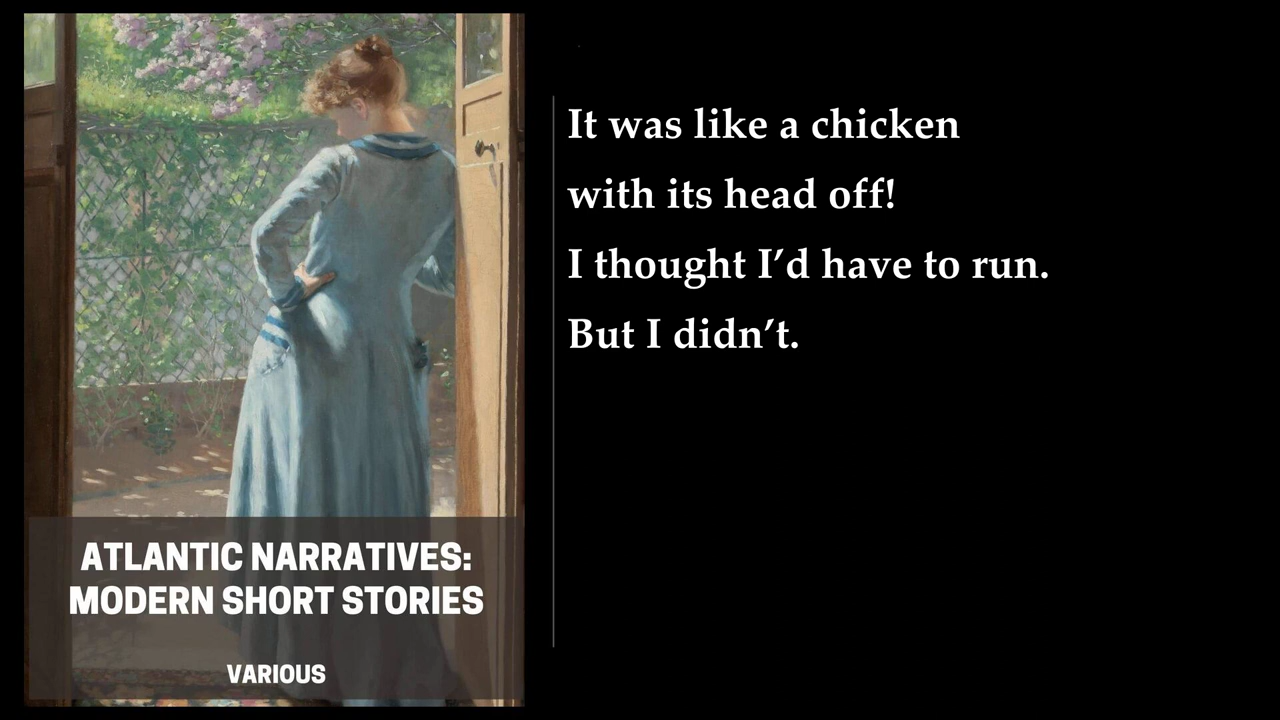 It was like a chicken
with its head off!
I thought I’d have to run.
But I didn’t.
ATLANTIC NARRATIVES:
MODERN SHORT STORIES
VARIOUS